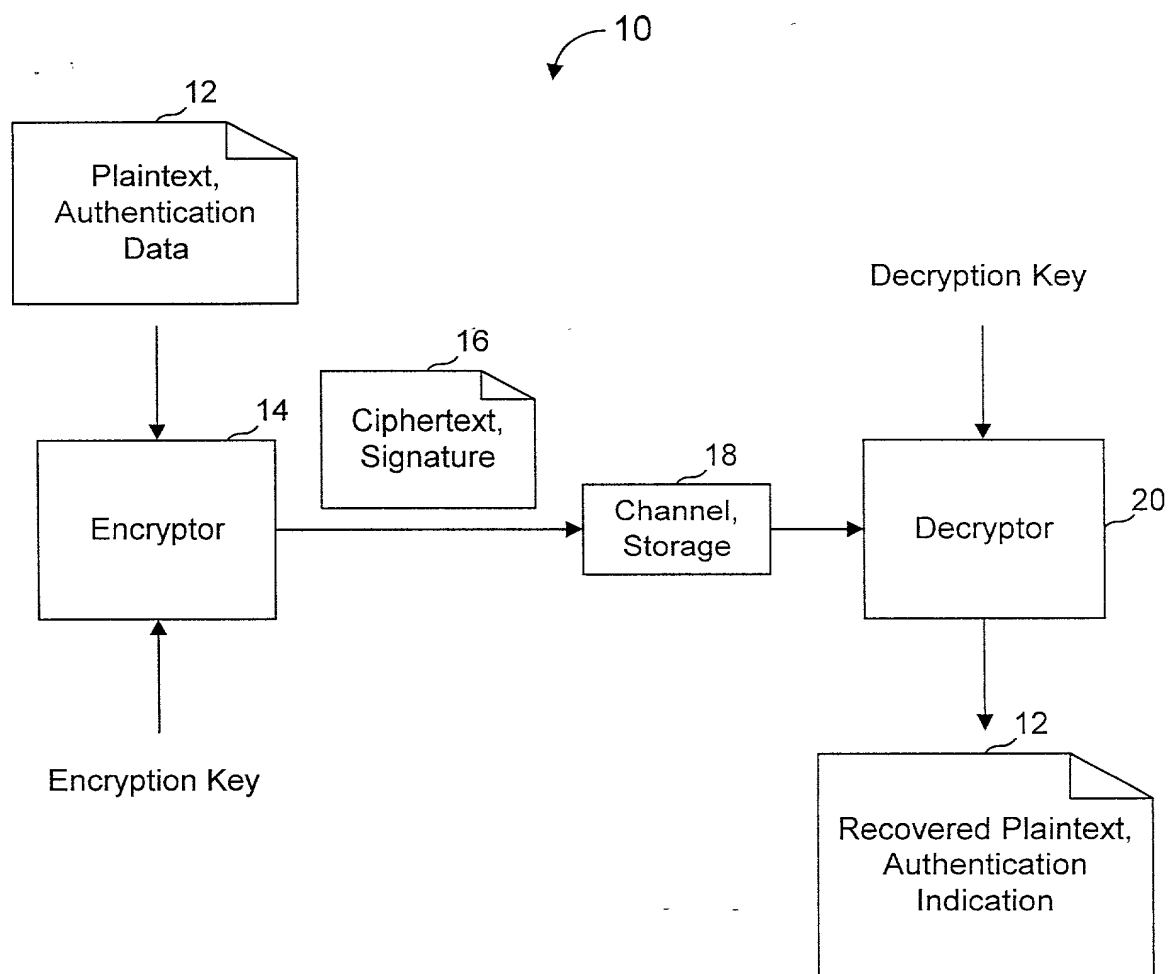 10
12
Plaintext,
Authentication
Data
Decryption Key
16
Ciphertext,
Signature
14
Encryptor
18
Channel,
Storage
Decryptor
20
Encryption Key
12
Recovered Plaintext,
Authentication
Indication